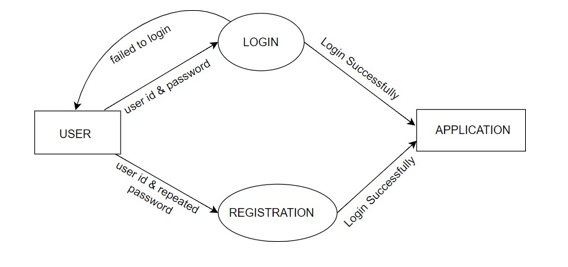 failed to login
LOGIN
Login Successfully
user id & password
USER
APPLICATION
user id & repeated
password
REGISTRATION
Login Successfully